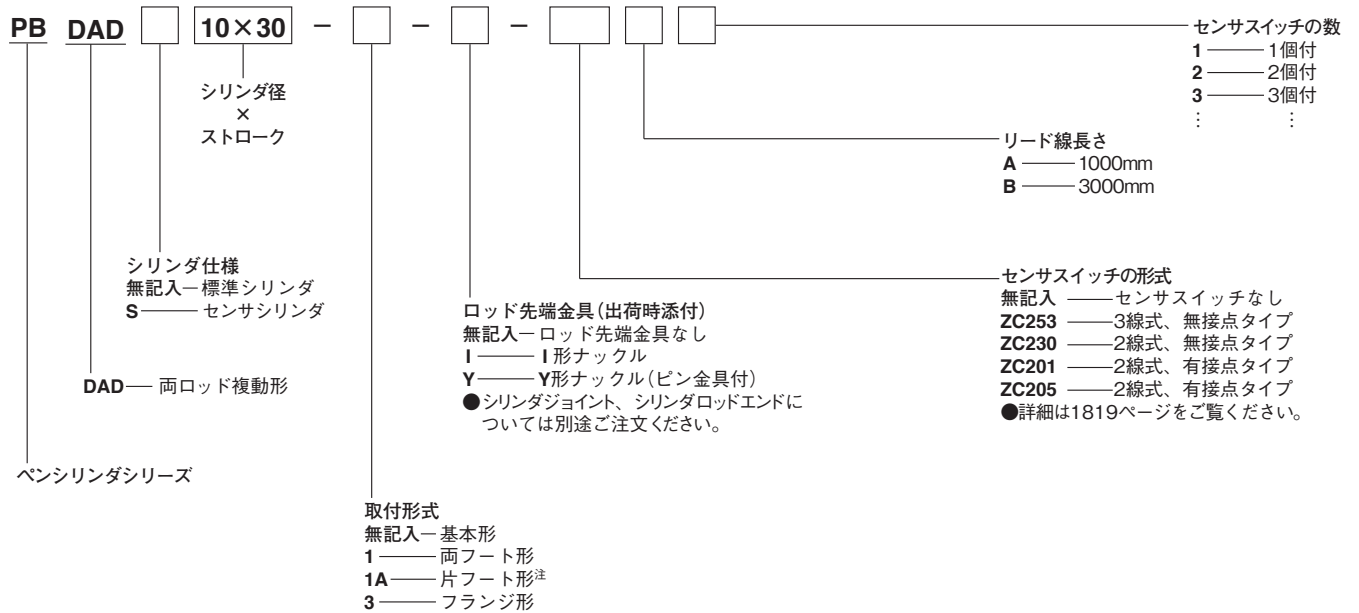 PB DAD 10×30 − − −
シリンダ径
×
ストローク
センサスイッチの数
1 ─── 1個付
2 ─── 2個付
3 ─── 3個付
⋮ ⋮
リード線長さ
A ─── 1000mm
B ─── 3000mm
センサスイッチの形式
無記入 ─── センサスイッチなし
ZC253 ─── 3線式、無接点タイプ
ZC230 ─── 2線式、無接点タイプ
ZC201 ─── 2線式、有接点タイプ
ZC205 ─── 2線式、有接点タイプ
●詳細は1819ページをご覧ください。
シリンダ仕様
無記入─標準シリンダ
S─── センサシリンダ
ロッド先端金具(出荷時添付)
無記入─ロッド先端金具なし
I─── I形ナックル
Y─── Y形ナックル(ピン金具付)
●シリンダジョイント、シリンダロッドエンドに
ついては別途ご注文ください。
DAD── 両ロッド複動形
ペンシリンダシリーズ
取付形式
無記入─基本形
1 ─── 両フート形
1A─── 片フート形注
3 ─── フランジ形